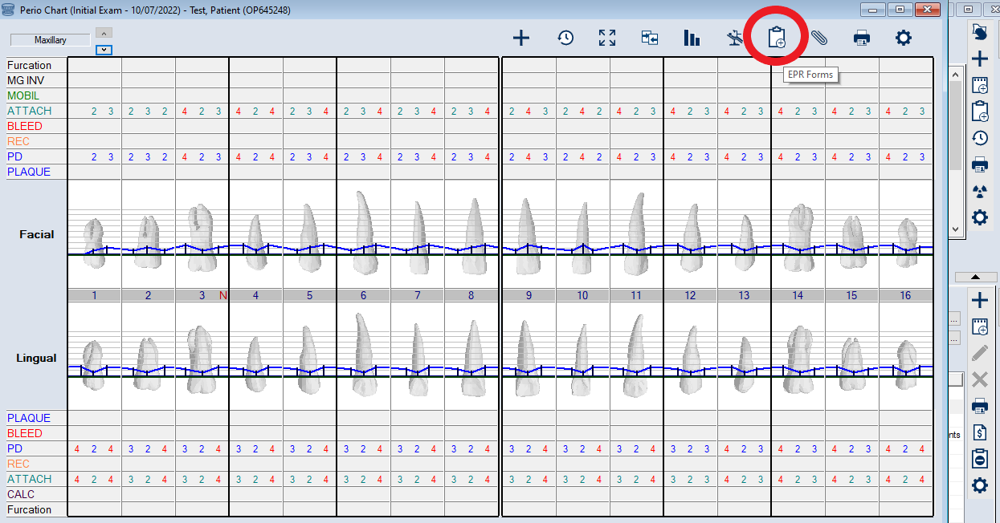 Perio Chart (Initial Exam - 10/07/2022) - Test, Patient (OP645248)
Maxillary
EPR Forms
Furcation
MG INV
MOBIL
ATTACH 2 3 2 3 2 4 2 3 4 2 4 2 3 4 2 3 4 2 3 4 2 3 4 2 4 3 2 4 2 4 2 3 4 2 3 4 2 3 4 2 3 4 2 3 4 2 3
BLEED
REC
PD 2 3 2 3 2 4 2 3 4 2 4 2 3 4 2 3 4 2 3 4 2 3 4 2 4 3 2 4 2 4 2 3 4 2 3 4 2 3 4 2 3 4 2 3 4 2 3
PLAQUE
Facial
1 2 3 N 4 5 6 7 8 9 10 11 12 13 14 15 16
Lingual
PLAQUE
BLEED
PD 4 2 4 3 2 4 3 2 4 3 2 4 3 2 4 3 2 4 3 2 4 3 2 4 3 2 4 3 2 4 3 2 4 3 2 3 4 2 3 4 2 3 4 2 3 4 2 4
REC
ATTACH 4 2 4 3 2 4 3 2 4 3 2 4 3 2 4 3 2 4 3 2 4 3 2 4 3 2 4 3 2 4 3 2 4 3 2 3 4 2 3 4 2 3 4 2 3 4 2 4
CALC
Furcation
...
...
nts